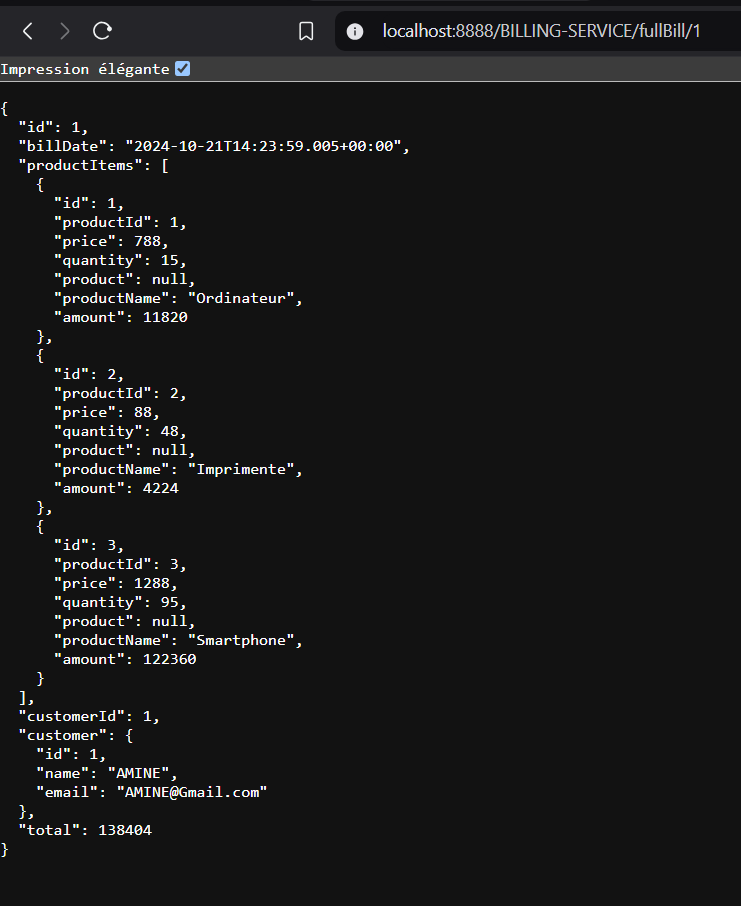 localhost:8888/BILLING-SERVICE/fullBill/1
Impression élégante
{
  "id": 1,
  "billDate": "2024-10-21T14:23:59.005+00:00",
  "productItems": [
    {
      "id": 1,
      "productId": 1,
      "price": 788,
      "quantity": 15,
      "product": null,
      "productName": "Ordinateur",
      "amount": 11820
    },
    {
      "id": 2,
      "productId": 2,
      "price": 88,
      "quantity": 48,
      "product": null,
      "productName": "Imprimente",
      "amount": 4224
    },
    {
      "id": 3,
      "productId": 3,
      "price": 1288,
      "quantity": 95,
      "product": null,
      "productName": "Smartphone",
      "amount": 122360
    }
  ],
  "customerId": 1,
  "customer": {
    "id": 1,
    "name": "AMINE",
    "email": "AMINE@Gmail.com"
  },
  "total": 138404
}